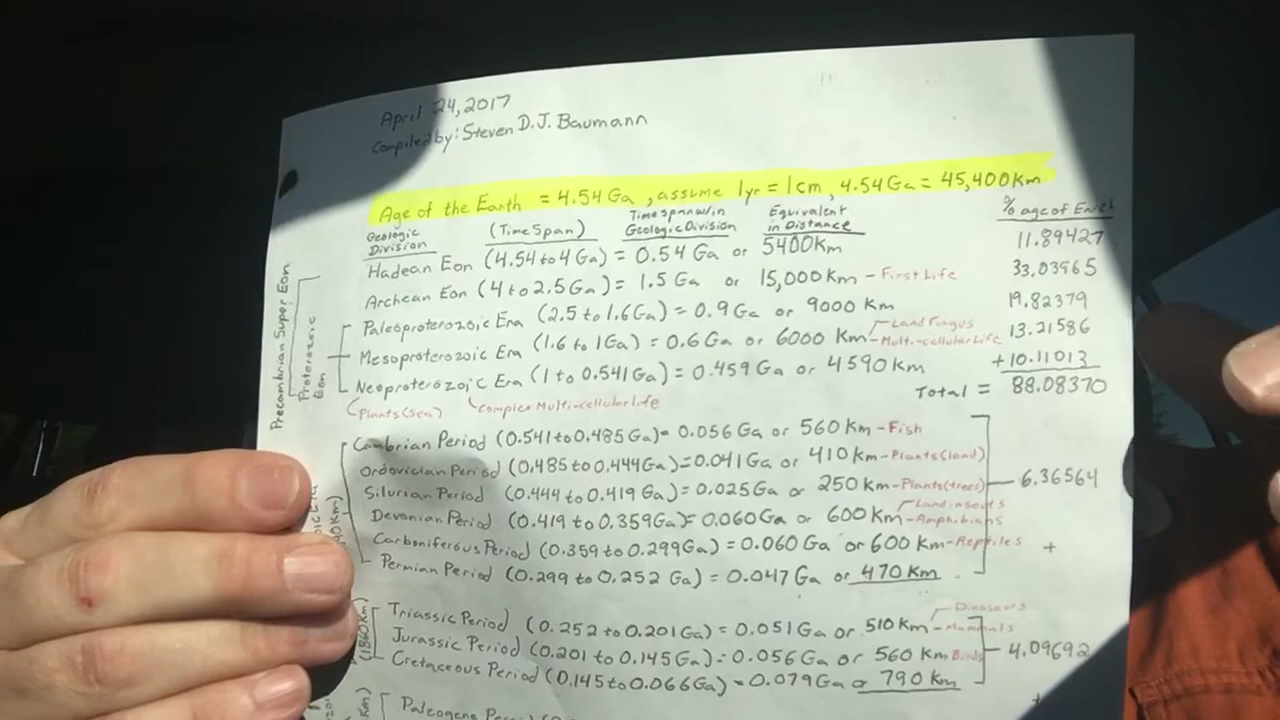 April 24, 2017
Compiled by: Steven D.J. Baumann
Age of the Earth = 4.54 Ga, assume 1yr = 1cm, 4.54 Ga = 45,400Km
Geologic Division (Time Span) Time Span w/in Geologic Division Equivalent in Distance % age of Earth
Hadean Eon (4.54 to 4 Ga) = 0.54 Ga or 5400Km 11.89427
Archean Eon (4 to 2.5 Ga) = 1.5 Ga or 15,000 Km - First Life 33.03965
Paleoproterozoic Era (2.5 to 1.6 Ga) = 0.9 Ga or 9000 Km 19.82379
Mesoproterozoic Era (1.6 to 1Ga) = 0.6 Ga or 6000 Km - Land Fungus - Multi-cellular Life 13.21586
Neoproterozoic Era (1 to 0.541 Ga) = 0.459 Ga or 4590 Km + 10.11013
Plants (sea) Complex Multi-cellular life
Total = 88.08370
Precambrian Super Eon
Proterozoic Eon
Cambrian Period (0.541 to 0.485 Ga) = 0.056 Ga or 560 Km - Fish
Ordovician Period (0.485 to 0.444 Ga) = 0.041 Ga or 410 Km - Plants (land)
Silurian Period (0.444 to 0.419 Ga) = 0.025 Ga or 250 Km - Plants (trees) 6.36564
Devonian Period (0.419 to 0.359 Ga) = 0.060 Ga or 600 Km - Land insects - Amphibians
Carboniferous Period (0.359 to 0.299 Ga) = 0.060 Ga or 600 Km - Reptiles +
Permian Period (0.299 to 0.252 Ga) = 0.047 Ga or 470 Km
Triassic Period (0.252 to 0.201 Ga) = 0.051 Ga or 510 Km - Dinosaurs - Mammals
Jurassic Period (0.201 to 0.145 Ga) = 0.056 Ga or 560 Km Birds 4.09692
Cretaceous Period (0.145 to 0.066 Ga) = 0.079 Ga or 790 Km
(1860 Km)
Km)
Paleogene